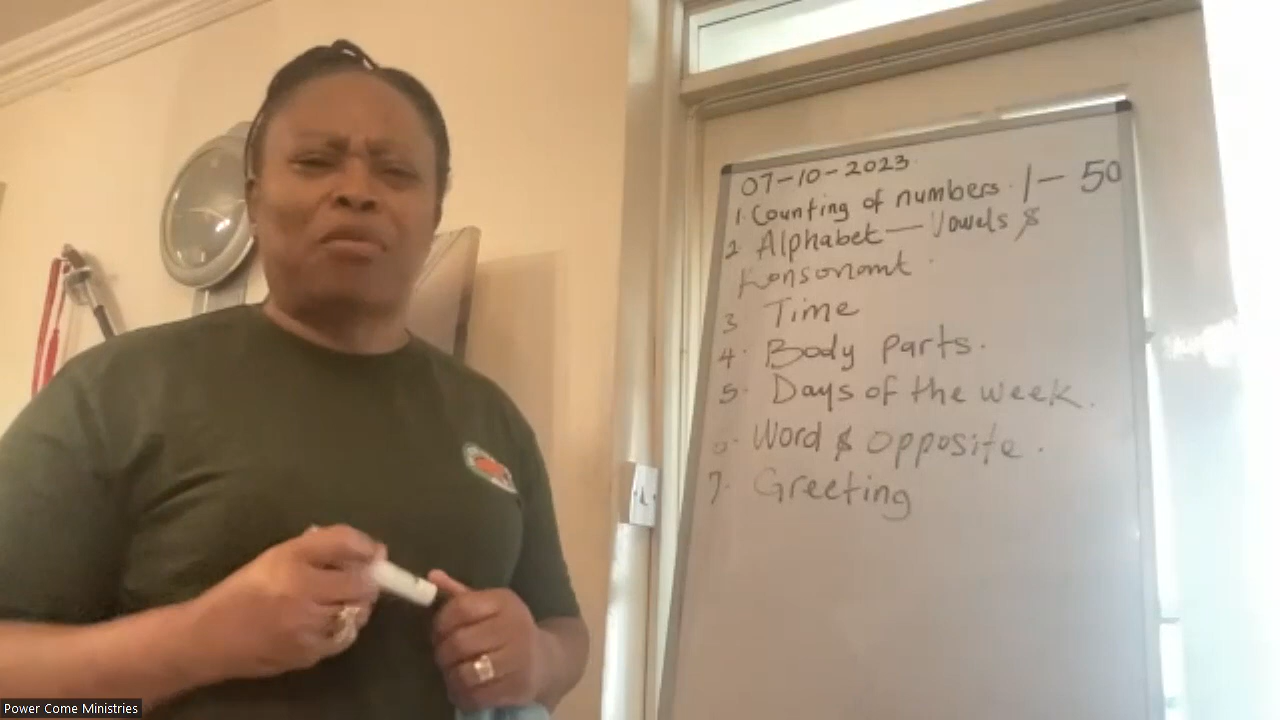 07-10-2023
1. Counting of numbers. 1 - 50
2. Alphabet — Vowels &
Konsonant.
3 Time
4. Body parts.
5. Days of the week.
Word & Opposite.
7. Greeting
Power Come Ministries